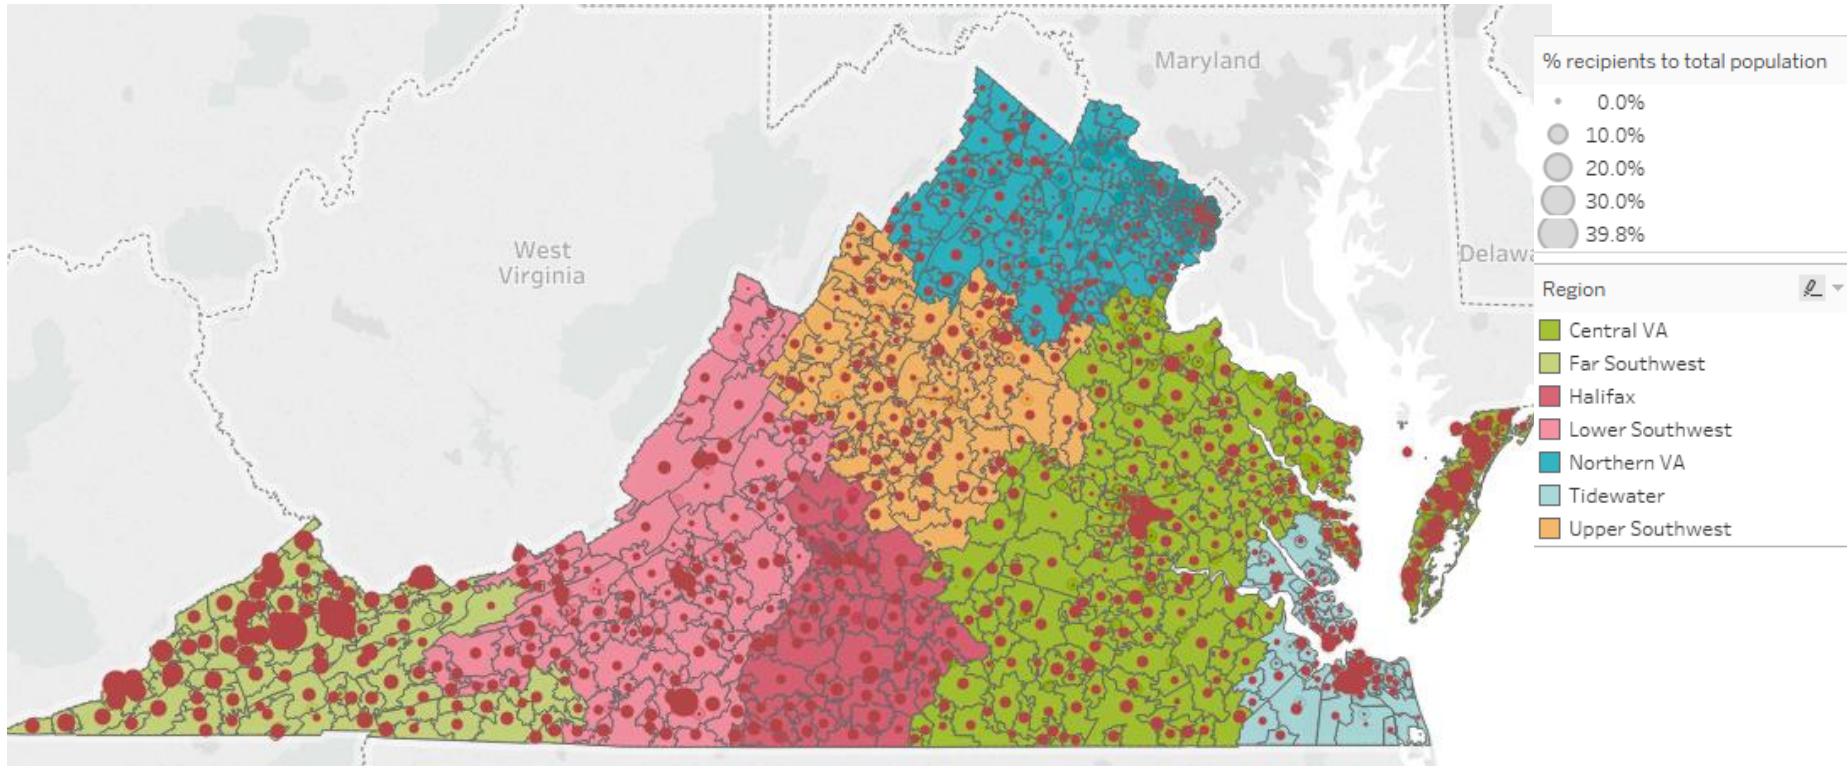 Maryland
West
Virginia
Delaw
% recipients to total population
0.0%
10.0%
20.0%
30.0%
39.8%
Region
Central VA
Far Southwest
Halifax
Lower Southwest
Northern VA
Tidewater
Upper Southwest